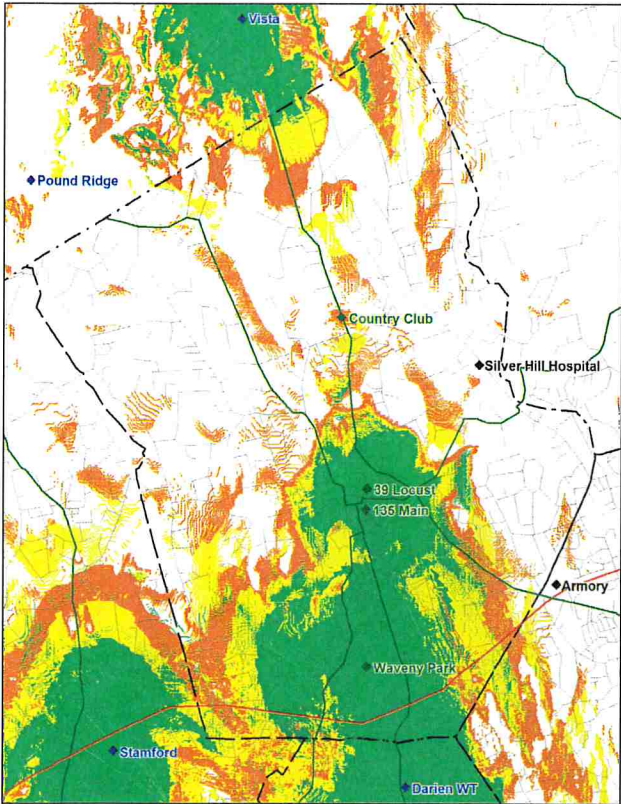 Vista
Pound Ridge
Country Club
Silver Hill Hospital
39 Locust
135 Main
Armory
Waveny Park
Stamford
Darien WT